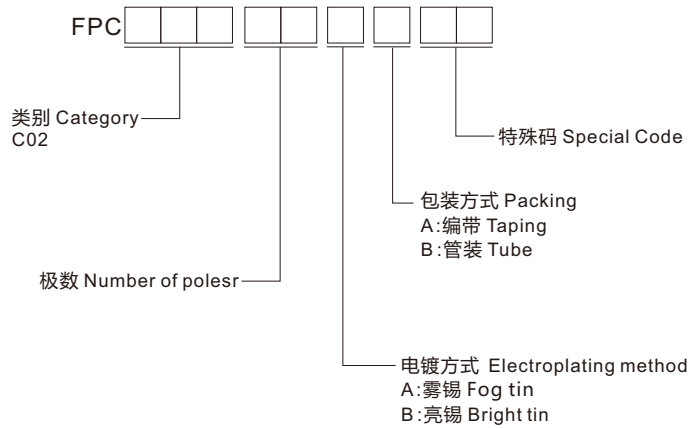 FPC
类别 Category
C02
特殊码 Special Code
包装方式 Packing
A:编带 Taping
B:管装 Tube
极数 Number of polesr
电镀方式 Electroplating method
A:雾锡 Fog tin
B:亮锡 Bright tin